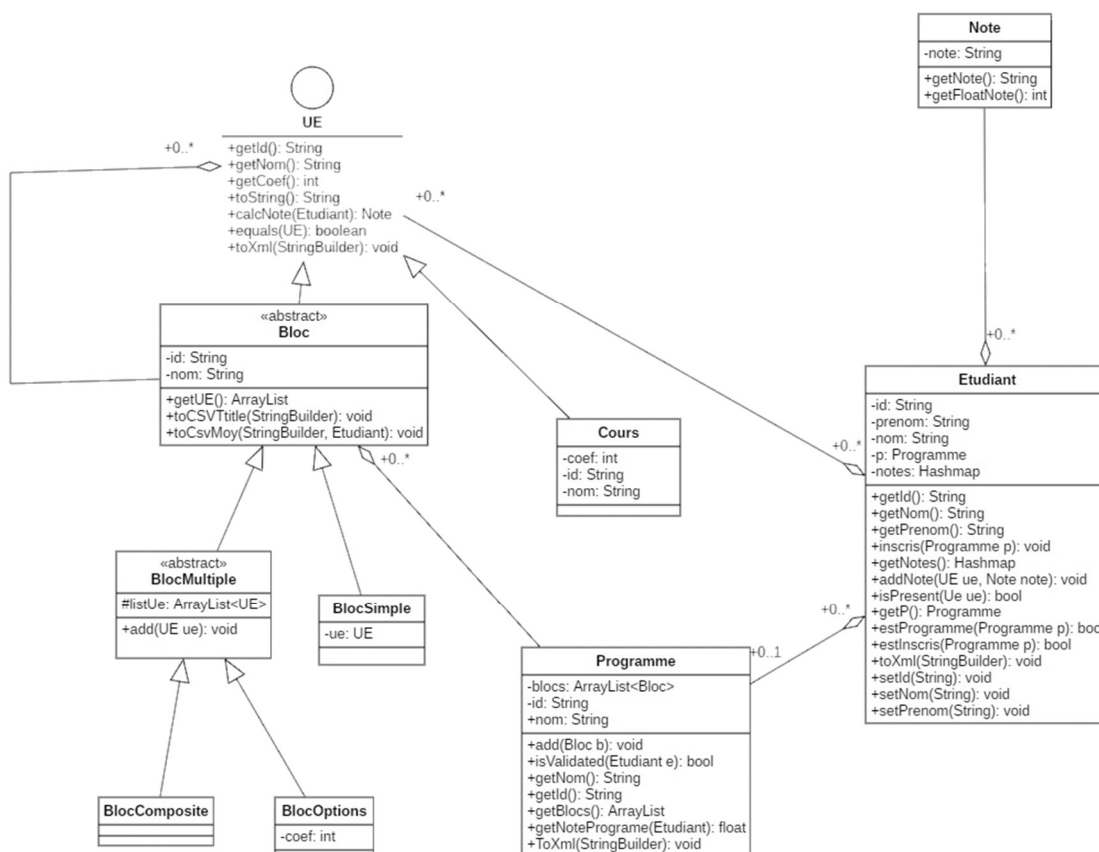 Note
-note: String
+getNote(): String
+getFloatNote(): int
UE
+getId(): String
+getNom(): String
+getCoef(): int
+toString(): String
+calcNote(Etudiant): Note
+equals(UE): boolean
+toXml(StringBuilder): void
+0..*
+0..*
«abstract»
Bloc
-id: String
-nom: String
+getUE(): ArrayList
+toCSVTtitle(StringBuilder): void
+toCsvMoy(StringBuilder, Etudiant): void
+0..*
Cours
-coef: int
-id: String
-nom: String
+0..*
+0..*
Etudiant
-id: String
-prenom: String
-nom: String
-p: Programme
-notes: Hashmap
+getId(): String
+getNom(): String
+getPrenom(): String
+inscris(Programme p): void
+getNotes(): Hashmap
+addNote(UE ue, Note note): void
+isPresent(Ue ue): bool
+getP(): Programme
+estProgramme(Programme p): boo
+estInscris(Programme p): bool
+toXml(StringBuilder): void
+setId(String): void
+setNom(String): void
+setPrenom(String): void
+0..*
+0..1
«abstract»
BlocMultiple
#listUe: ArrayList<UE>
+add(UE ue): void
BlocSimple
-ue: UE
Programme
-blocs: ArrayList<Bloc>
-id: String
+nom: String
+add(Bloc b): void
+isValidated(Etudiant e): bool
+getNom(): String
+getId(): String
+getBlocs(): ArrayList
+getNotePrograme(Etudiant): float
+ToXml(StringBuilder): void
BlocComposite
BlocOptions
-coef: int